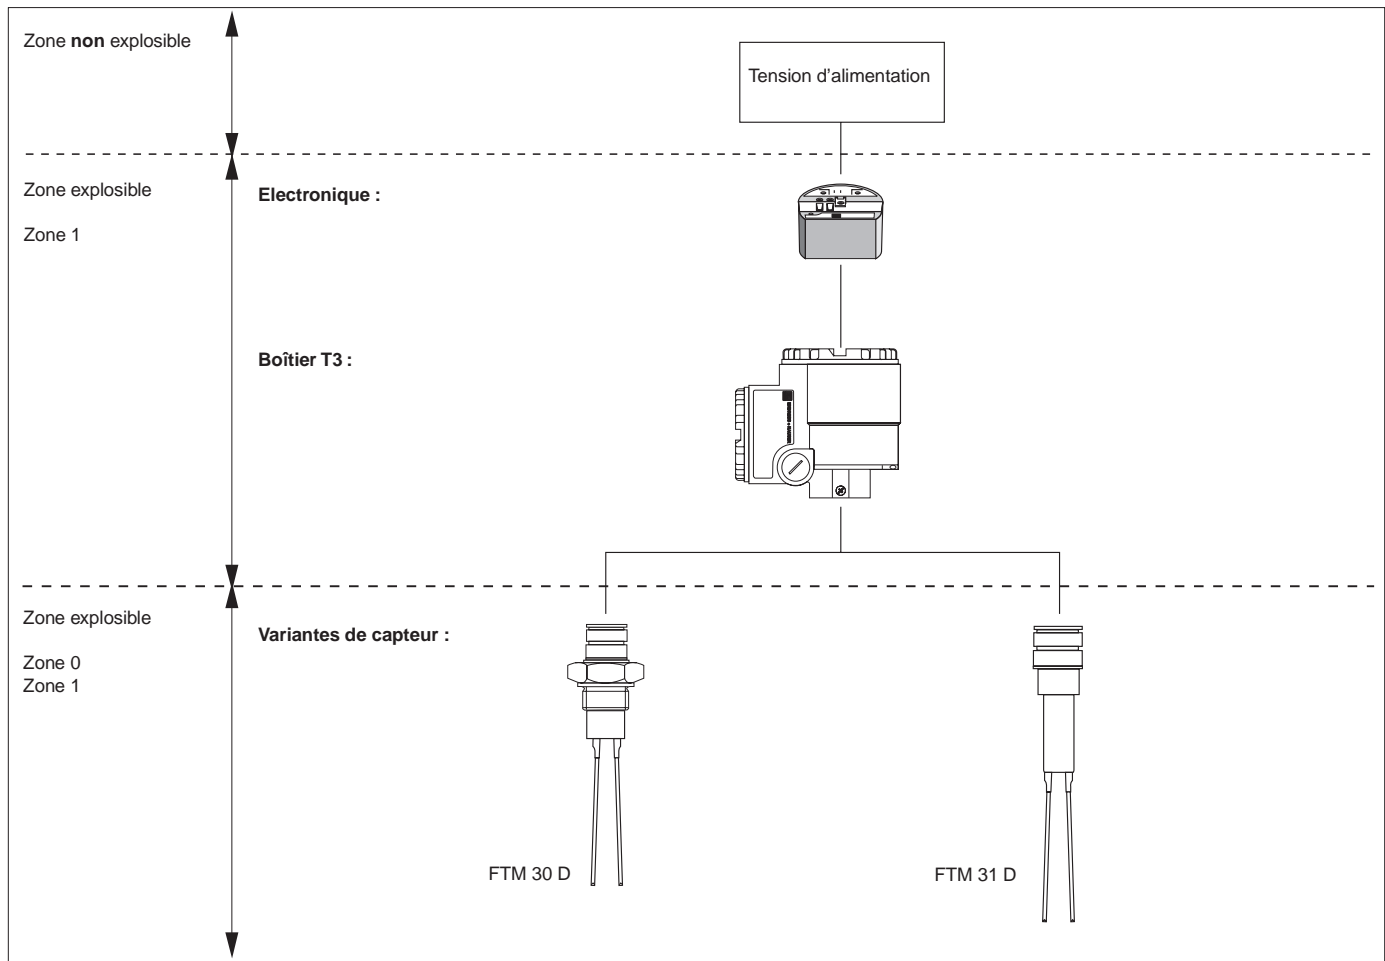 Zone non explosible
Tension d’alimentation
Zone explosible
Electronique :
Zone 1
Boîtier T3 :
Zone explosible
Variantes de capteur :
Zone 0
Zone 1
FTM 30 D
FTM 31 D